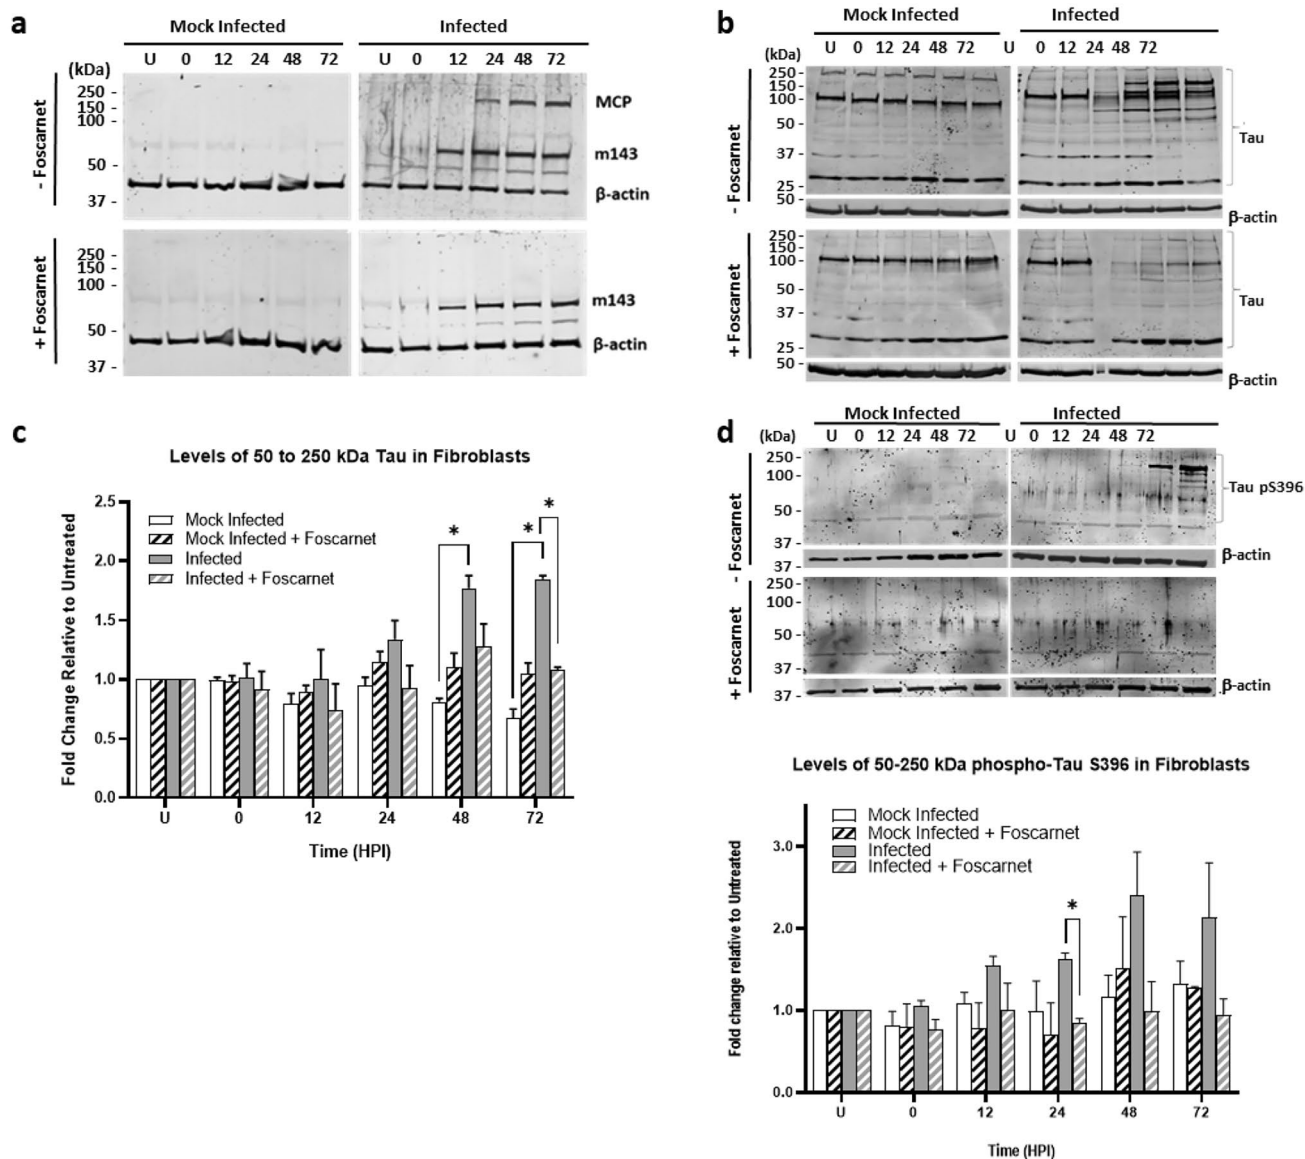 a
Mock Infected
Infected
U 0 12 24 48 72
U 0 12 24 48 72
(kDa)
- Foscarnet
250 -
150 -
100 -
50 -
37 -
MCP
m143
β-actin
+ Foscarnet
250 -
150 -
100 -
50 -
37 -
m143
β-actin
b
Mock Infected
Infected
U 0 12 24 48 72
U 0 12 24 48 72
- Foscarnet
250 -
150 -
100 -
50 -
37 -
25 -
50 -
Tau
β-actin
+ Foscarnet
250 -
150 -
100 -
50 -
37 -
25 -
50 -
Tau
β-actin
c
Levels of 50 to 250 kDa Tau in Fibroblasts
Fold Change Relative to Untreated
2.5
2.0
1.5
1.0
0.5
0.0
Mock Infected
Mock Infected + Foscarnet
Infected
Infected + Foscarnet
*
*
*
U 0 12 24 48 72
Time (HPI)
d
Mock Infected
Infected
(kDa)
U 0 12 24 48 72
U 0 12 24 48 72
- Foscarnet
250 -
100 -
50 -
37 -
37 -
Tau pS396
β-actin
+ Foscarnet
250 -
100 -
50 -
37 -
37 -
β-actin
Levels of 50-250 kDa phospho-Tau S396 in Fibroblasts
Fold change relative to Untreated
3.0
2.0
1.0
0.0
Mock Infected
Mock Infected + Foscarnet
Infected
Infected + Foscarnet
*
U 0 12 24 48 72
Time (HPI)